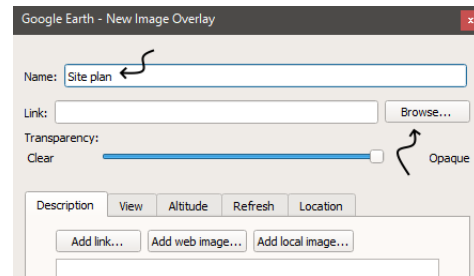 Google Earth - New Image Overlay
Name: Site plan
Link: Browse...
Transparency:
Clear Opaque
Description View Altitude Refresh Location
Add link... Add web image... Add local image...